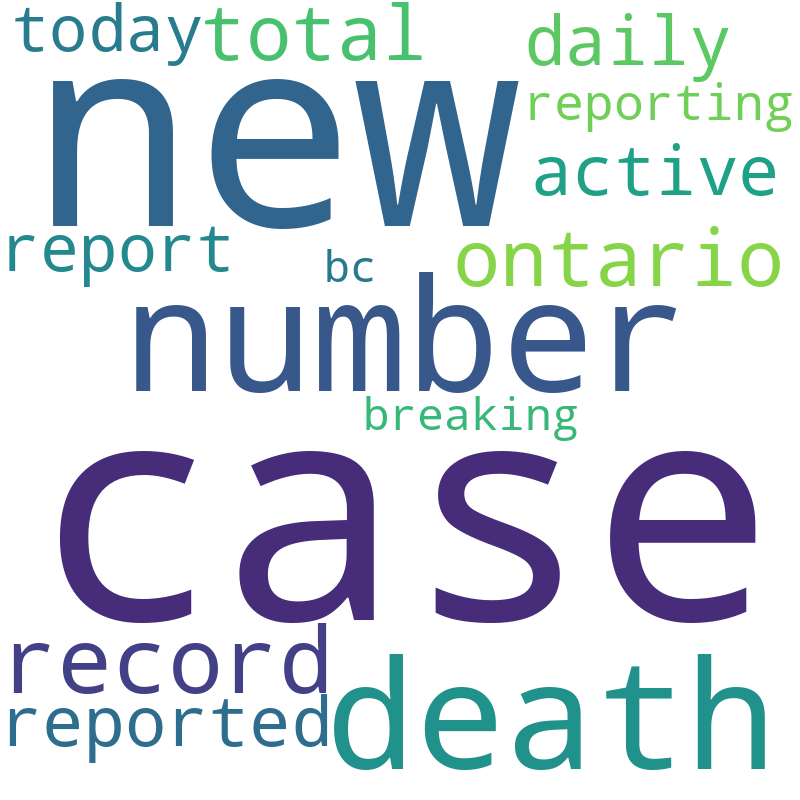 today total daily
new reporting
active
report bc ontario
number
breaking
case
record
reported death